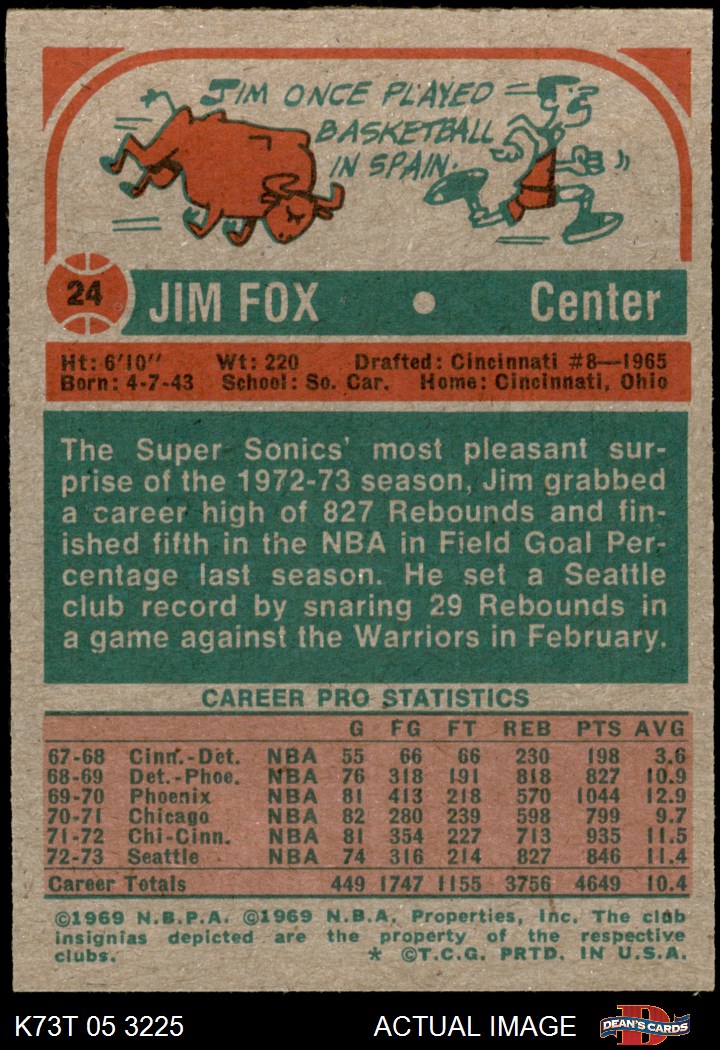 JIM ONCE PLAYED
BASKETBALL
IN SPAIN.
24 JIM FOX • Center
Ht: 6'10" Wt: 220 Drafted: Cincinnati #8—1965
Born: 4-7-43 School: So. Car. Home: Cincinnati, Ohio
The Super Sonics' most pleasant sur-
prise of the 1972-73 season, Jim grabbed
a career high of 827 Rebounds and fin-
ished fifth in the NBA in Field Goal Per-
centage last season. He set a Seattle
club record by snaring 29 Rebounds in
a game against the Warriors in February.
CAREER PRO STATISTICS
G FG FT REB PTS AVG
67-68 Cinn.-Det. NBA 55 66 66 230 198 3.6
68-69 Det.-Phoe. NBA 76 318 191 818 827 10.9
69-70 Phoenix NBA 81 413 218 570 1044 12.9
70-71 Chicago NBA 82 280 239 598 799 9.7
71-72 Chi-Cinn. NBA 81 354 227 713 935 11.5
72-73 Seattle NBA 74 316 214 827 846 11.4
Career Totals 449 1747 1155 3756 4649 10.4
©1969 N.B.P.A. ©1969 N.B.A. Properties, Inc. The club
insignias depicted are the property of the respective
clubs. * ©T.C.G. PRTD. IN U.S.A.
K73T 05 3225 ACTUAL IMAGE DEAN'S CARDS